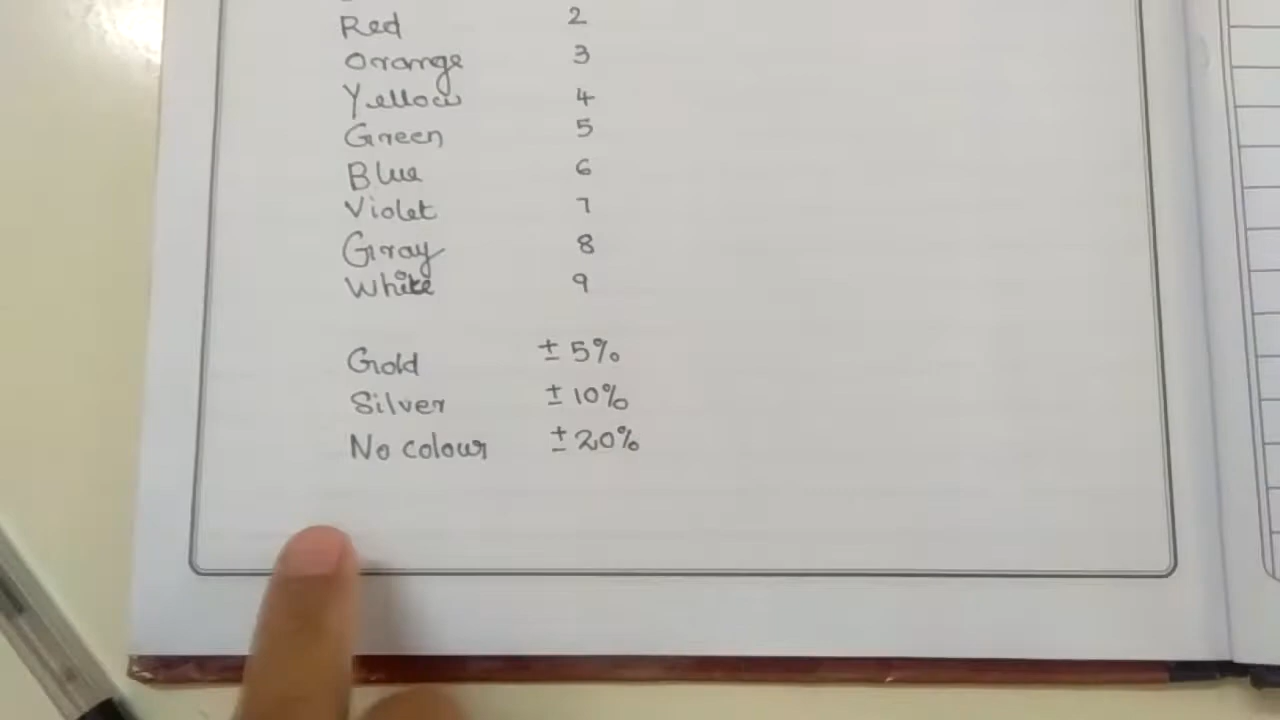 Red 2
Orange 3
Yellow 4
Green 5
Blue 6
Violet 7
Gray 8
White 9
Gold ± 5%
Silver ± 10%
No colour ± 20%